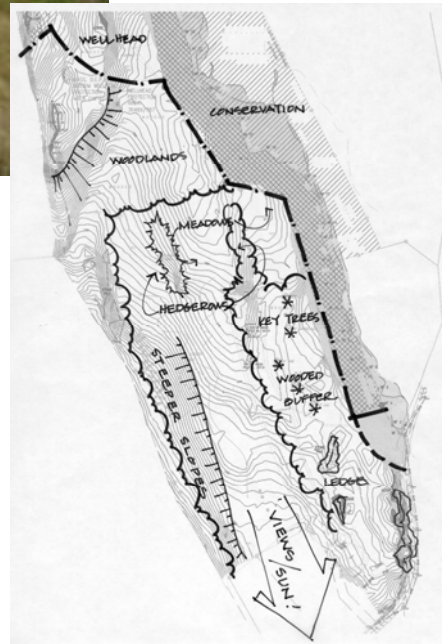 WELLHEAD
CONSERVATION
WOODLANDS
MEADOWS
HEDGEROWS
KEY TREES
WOODED
BUFFER
STEEPER SLOPES
LEDGE
VIEWS/SUN!